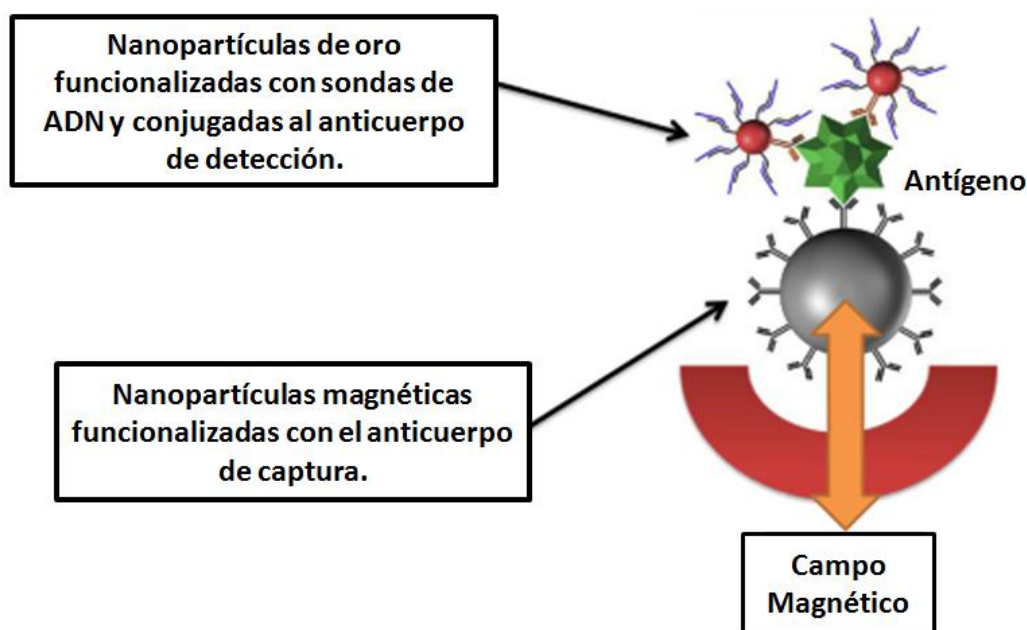 Nanopartículas de oro
funcionalizadas con sondas de
ADN y conjugadas al anticuerpo
de detección.
Antígeno
Nanopartículas magnéticas
funcionalizadas con el anticuerpo
de captura.
Campo
Magnético